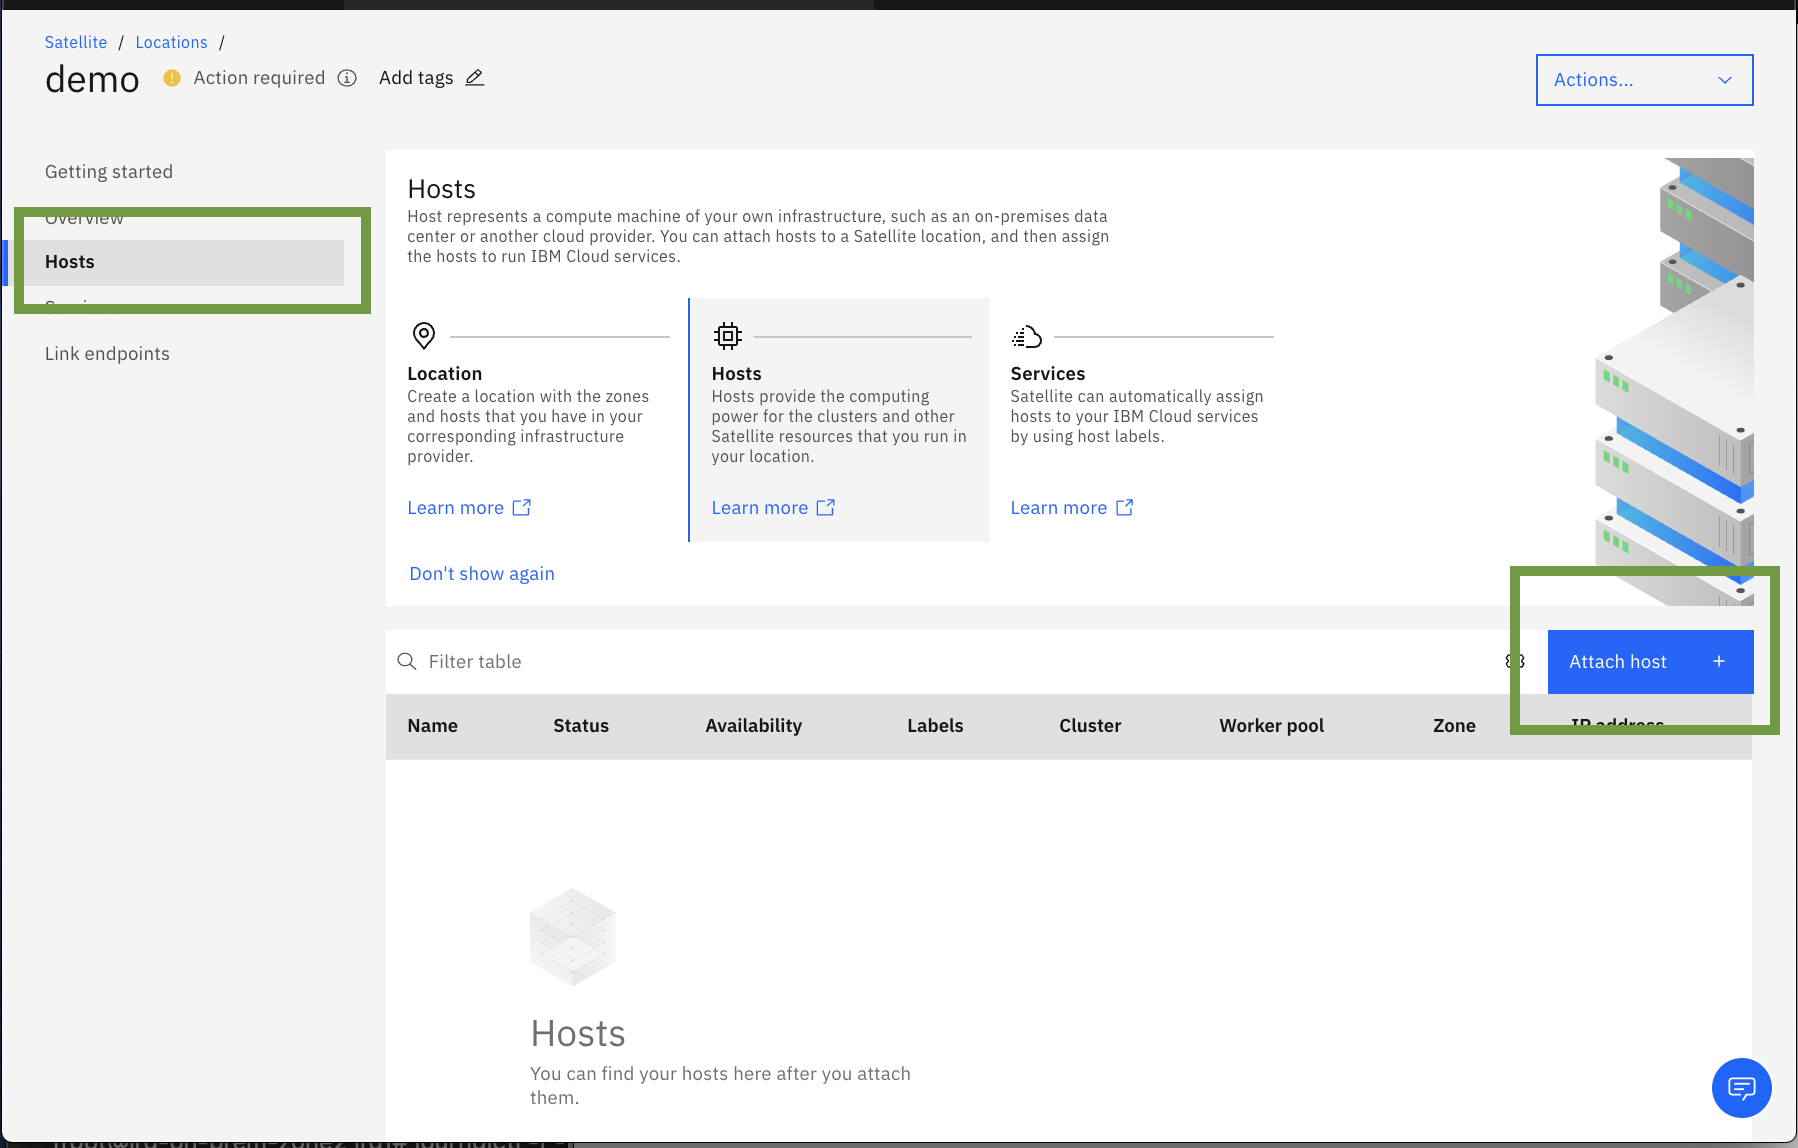 Satellite / Locations /
demo Action required Add tags
Actions...
Getting started
Overview
Hosts
Link endpoints
Hosts
Host represents a compute machine of your own infrastructure, such as an on-premises data
center or another cloud provider. You can attach hosts to a Satellite location, and then assign
the hosts to run IBM Cloud services.
Location
Create a location with the zones
and hosts that you have in your
corresponding infrastructure
provider.
Learn more
Hosts
Hosts provide the computing
power for the clusters and other
Satellite resources that you run in
your location.
Learn more
Services
Satellite can automatically assign
hosts to your IBM Cloud services
by using host labels.
Learn more
Don't show again
Filter table
Attach host +
Name Status Availability Labels Cluster Worker pool Zone IP address
Hosts
You can find your hosts here after you attach
them.